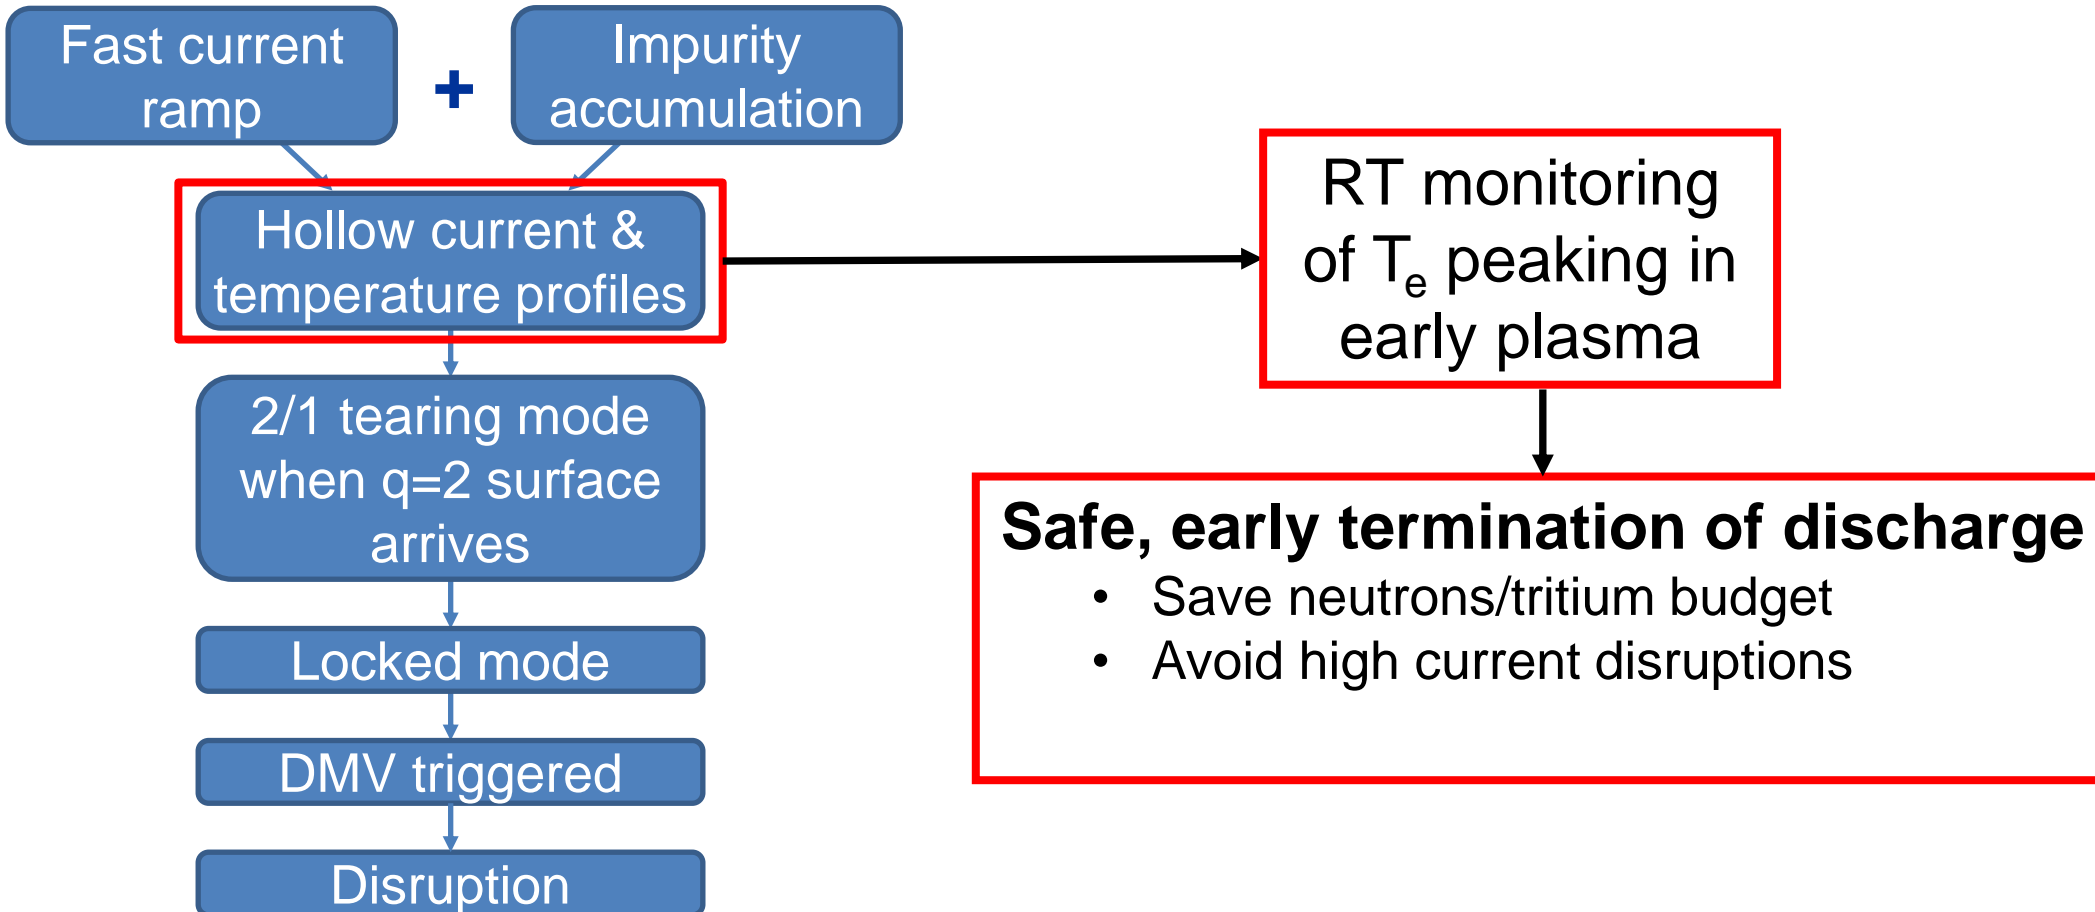 Fast current
ramp
+
Impurity
accumulation
Hollow current &
temperature profiles
2/1 tearing mode
when q=2 surface
arrives
Locked mode
DMV triggered
Disruption
RT monitoring
of Te peaking in
early plasma
Safe, early termination of discharge
• Save neutrons/tritium budget
• Avoid high current disruptions